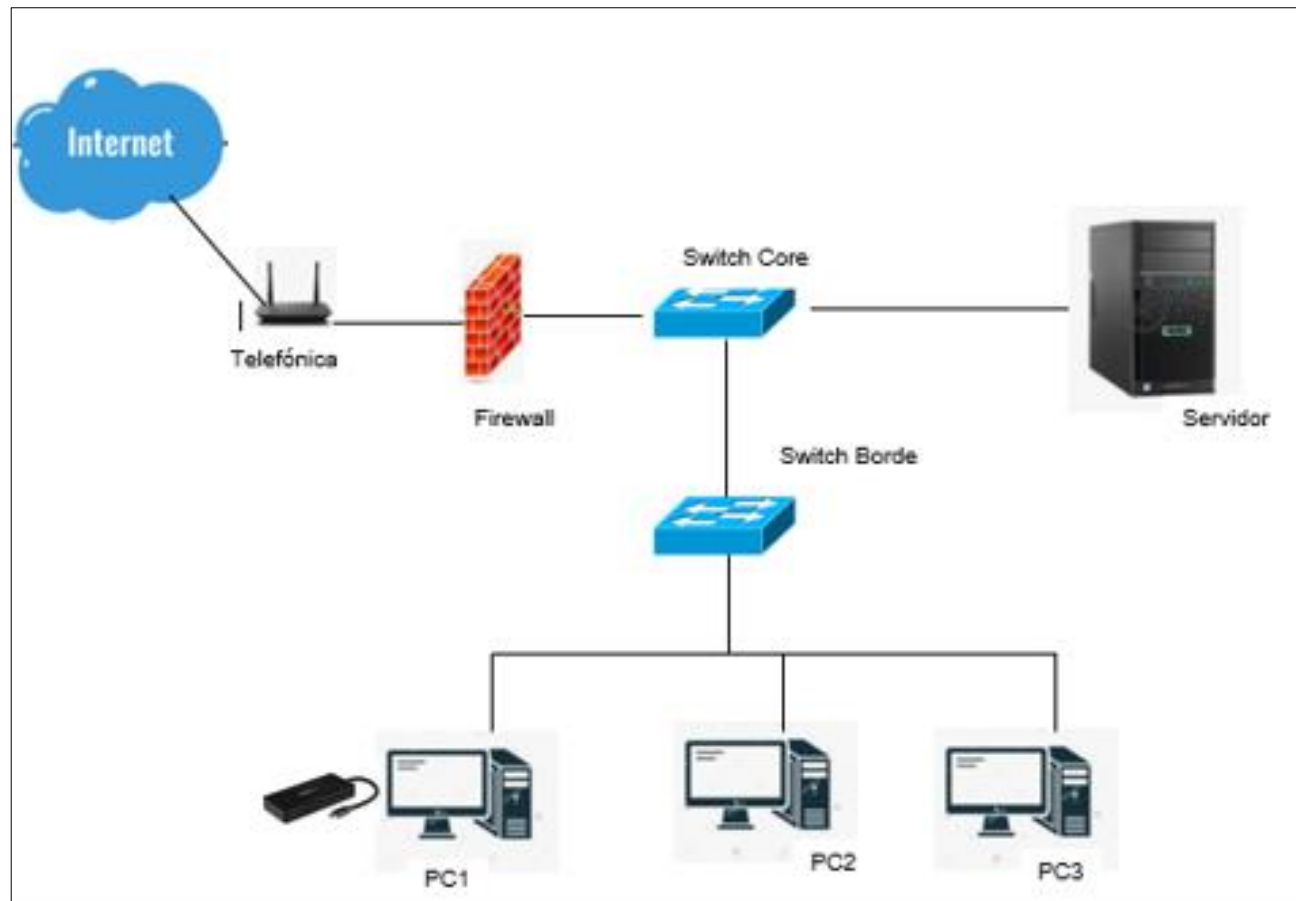 Internet
Switch Core
Telefónica
Firewall
Servidor
Switch Borde
PC1
PC2
PC3